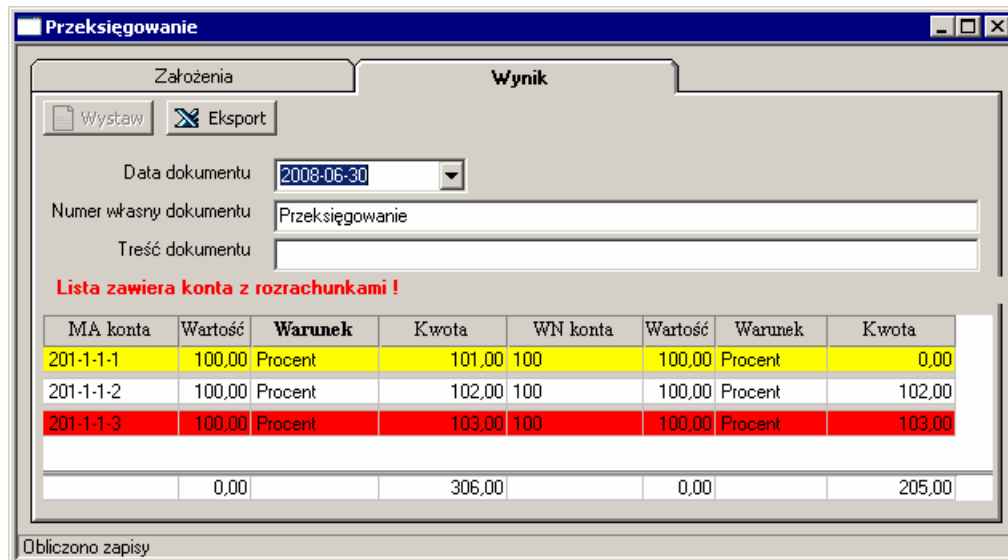 Przeksięgowanie
Założenia Wynik
Wystaw Eksport
Data dokumentu 2008-06-30
Numer własny dokumentu Przeksięgowanie
Treść dokumentu
Lista zawiera konta z rozrachunkami !
MA konta Wartość Warunek Kwota WN konta Wartość Warunek Kwota
201-1-1-1 100,00 Procent 101,00 100 100,00 Procent 0,00
201-1-1-2 100,00 Procent 102,00 100 100,00 Procent 102,00
201-1-1-3 100,00 Procent 103,00 100 100,00 Procent 103,00
0,00 306,00 0,00 205,00
Obliczono zapisy